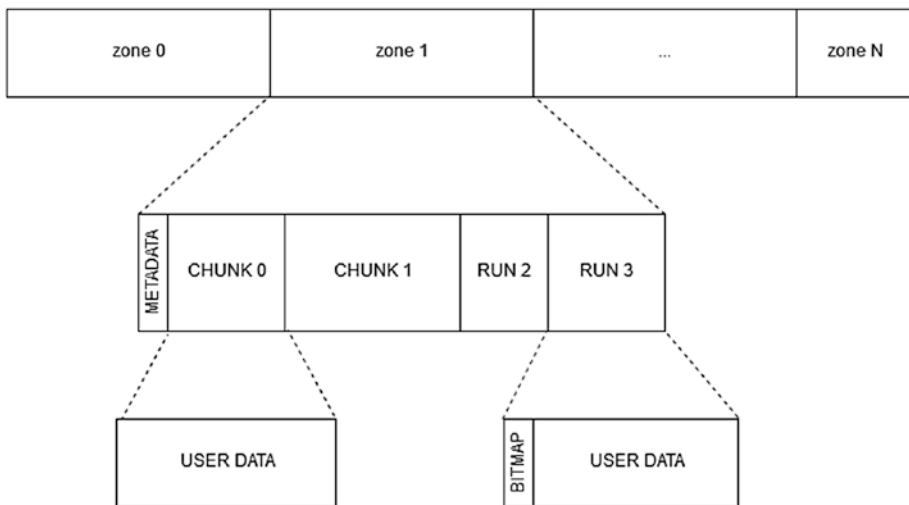 zone 0
zone 1
...
zone N
METADATA
CHUNK 0
CHUNK 1
RUN 2
RUN 3
USER DATA
BITMAP
USER DATA